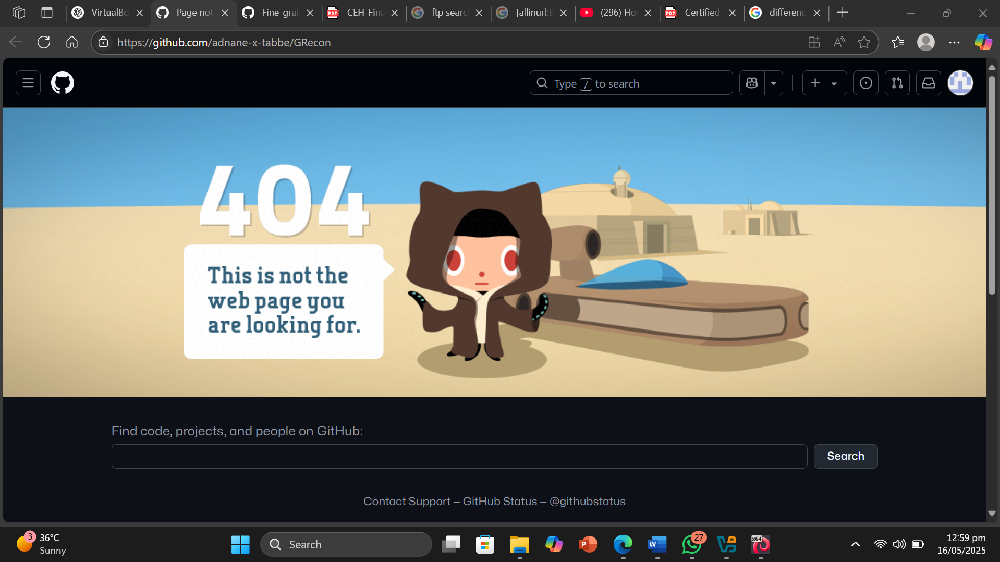 VirtualBo
Page not
Fine-grai
CEH_Fina
ftp searc
[allinurl:E
(296) Ho
Certified
differenc
https://github.com/adnane-x-tabbe/GRecon
Type / to search
404
This is not the
web page you
are looking for.
Find code, projects, and people on GitHub:
Search
Contact Support — GitHub Status — @githubstatus
3
36°C
Sunny
Search
27
x64
12:59 pm
16/05/2025